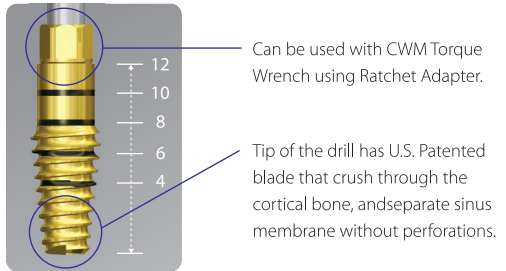 Can be used with CWM Torque
Wrench using Ratchet Adapter.
12
10
8
6
4
Tip of the drill has U.S. Patented
blade that crush through the
cortical bone, andseparate sinus
membrane without perforations.